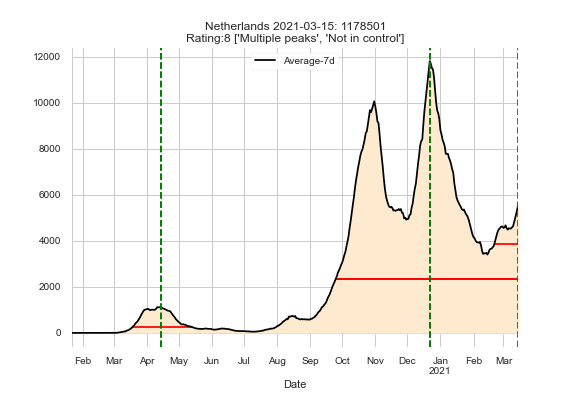 Netherlands 2021-03-15: 1178501
Rating:8 ['Multiple peaks', 'Not in control']
Average-7d
12000
10000
8000
6000
4000
2000
0
Feb Mar Apr May Jun Jul Aug Sep Oct Nov Dec Jan Feb Mar
2021
Date